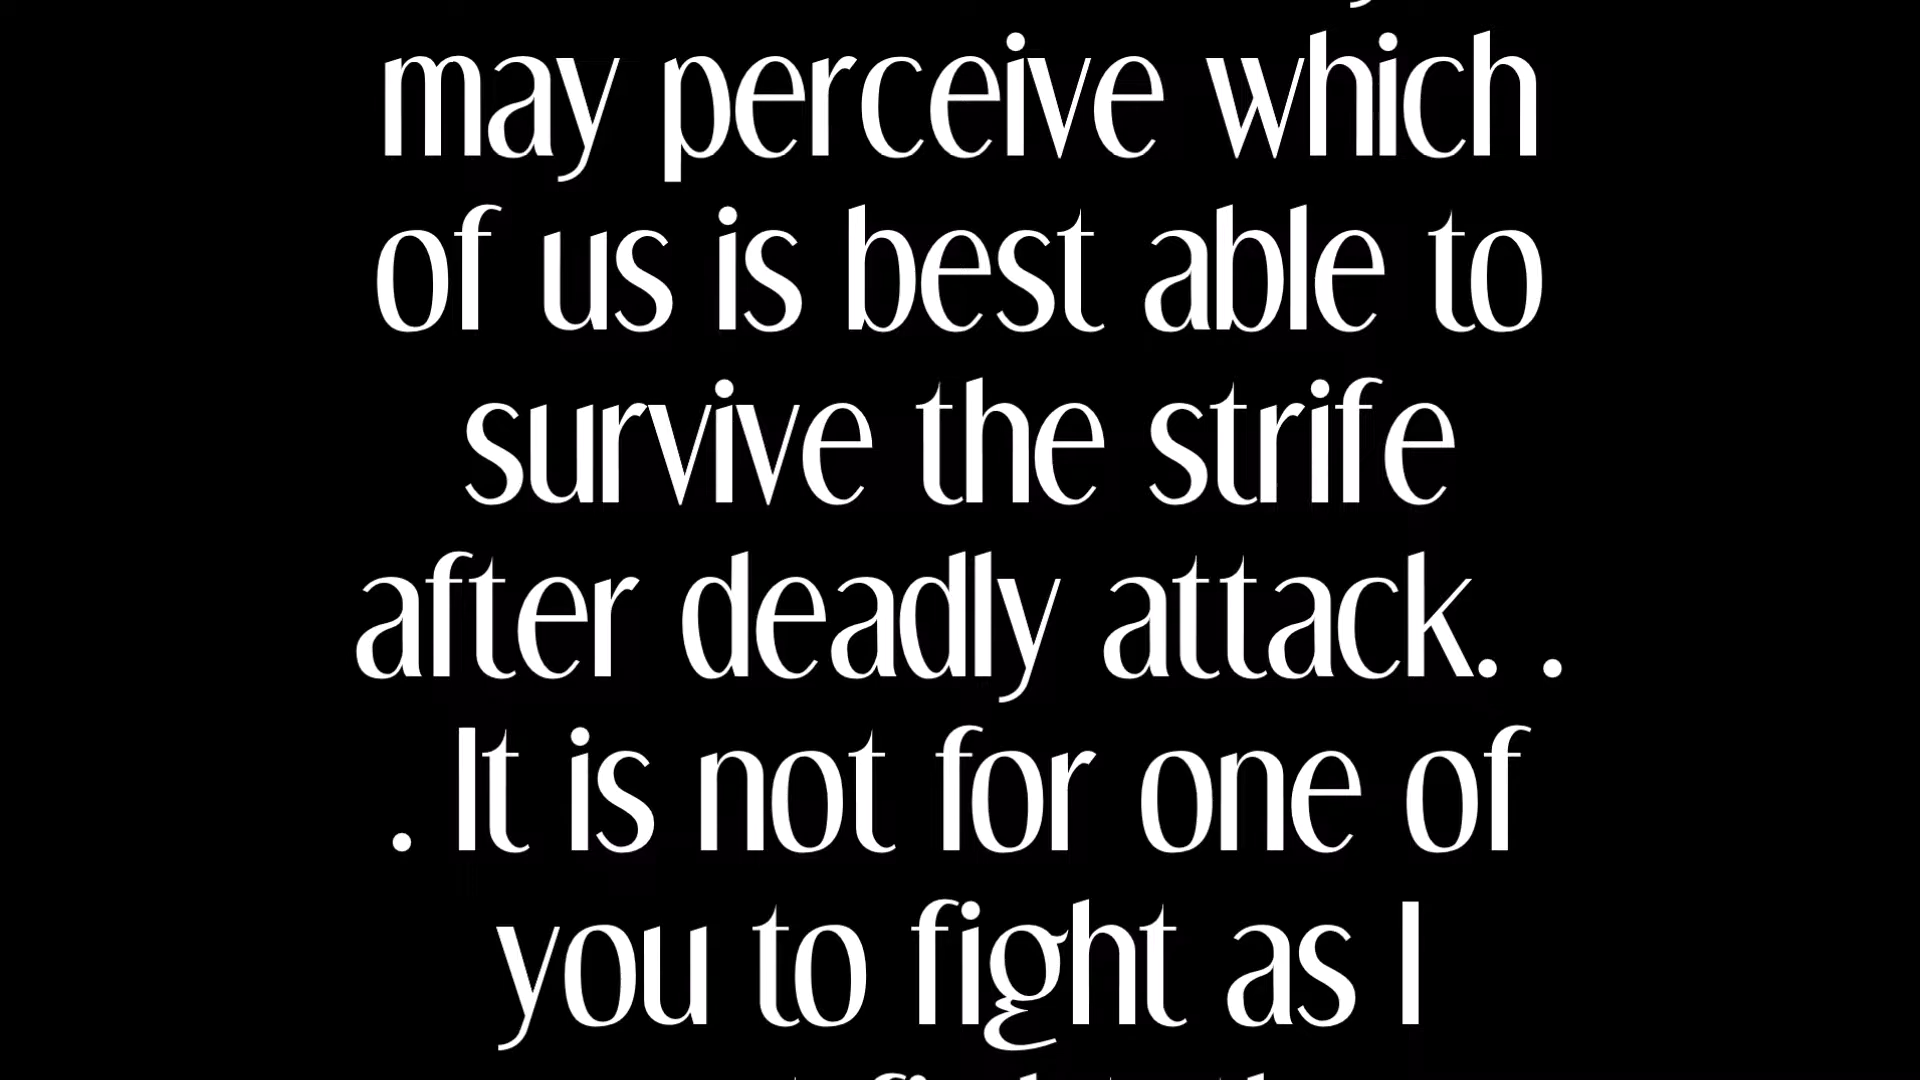 may perceive which
of us is best able to
survive the strife
after deadly attack. .
. It is not for one of
you to fight as I